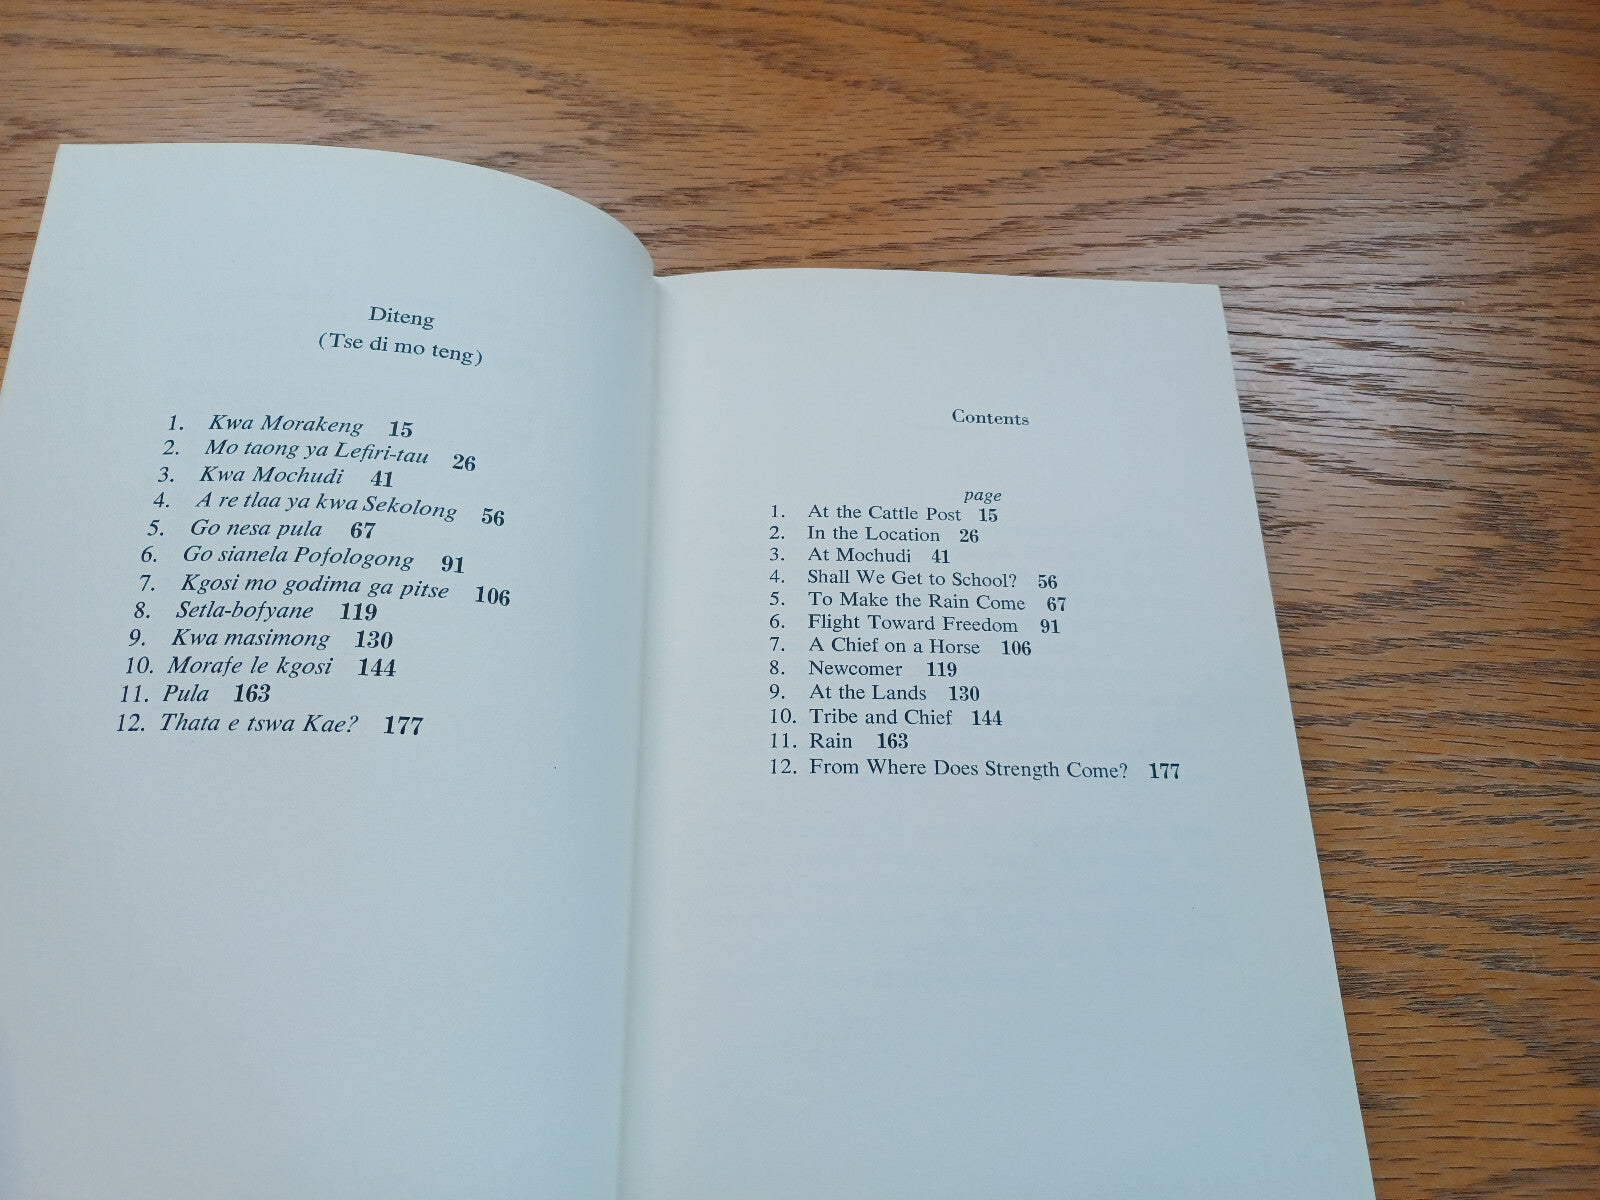 Diteng
(Tse di mo teng)
1. Kwa Morakeng 15
2. Mo taong ya Lefiri-tau 26
3. Kwa Mochudi 41
4. A re tlaa ya kwa Sekolong 56
5. Go nesa pula 67
6. Go sianela Pofologong 91
7. Kgosi mo godima ga pitse 106
8. Setla-bofyane 119
9. Kwa masimong 130
10. Morafe le kgosi 144
11. Pula 163
12. Thata e tswa Kae? 177
Contents
page
1. At the Cattle Post 15
2. In the Location 26
3. At Mochudi 41
4. Shall We Get to School? 56
5. To Make the Rain Come 67
6. Flight Toward Freedom 91
7. A Chief on a Horse 106
8. Newcomer 119
9. At the Lands 130
10. Tribe and Chief 144
11. Rain 163
12. From Where Does Strength Come? 177